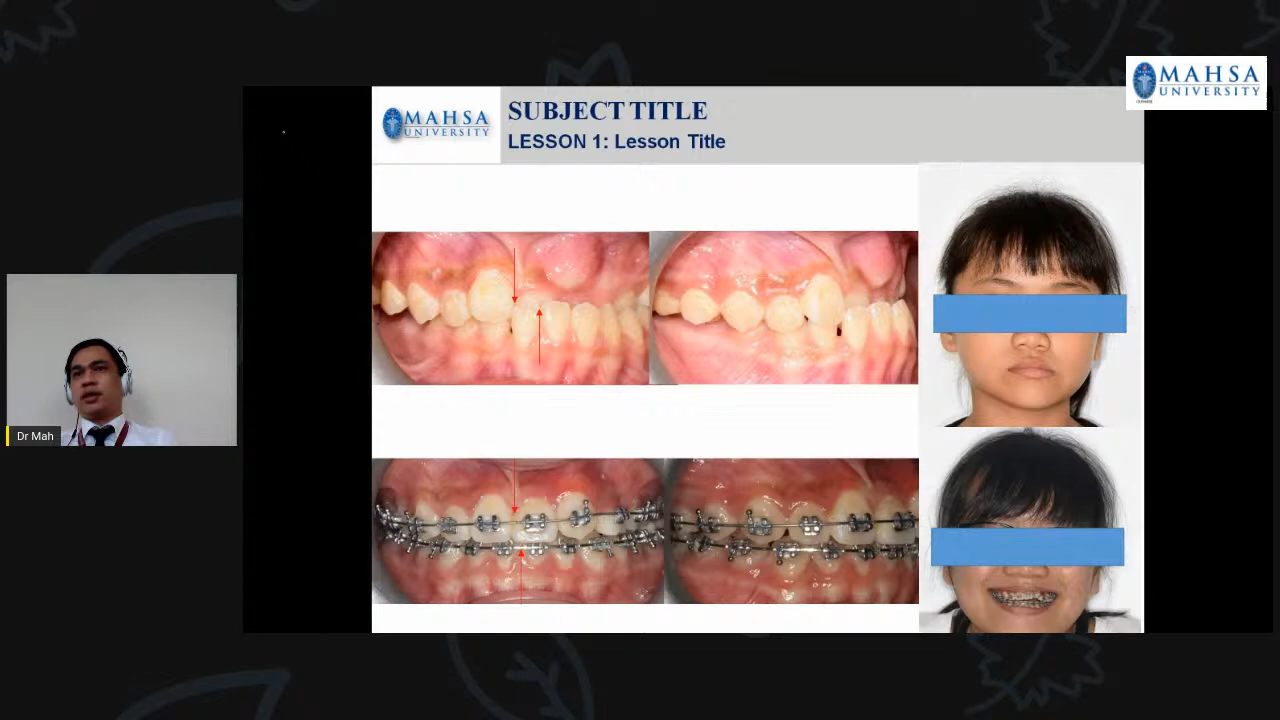 MAHSA
UNIVERSITY
MAHSA
UNIVERSITY
SUBJECT TITLE
LESSON 1: Lesson Title
Dr Mah